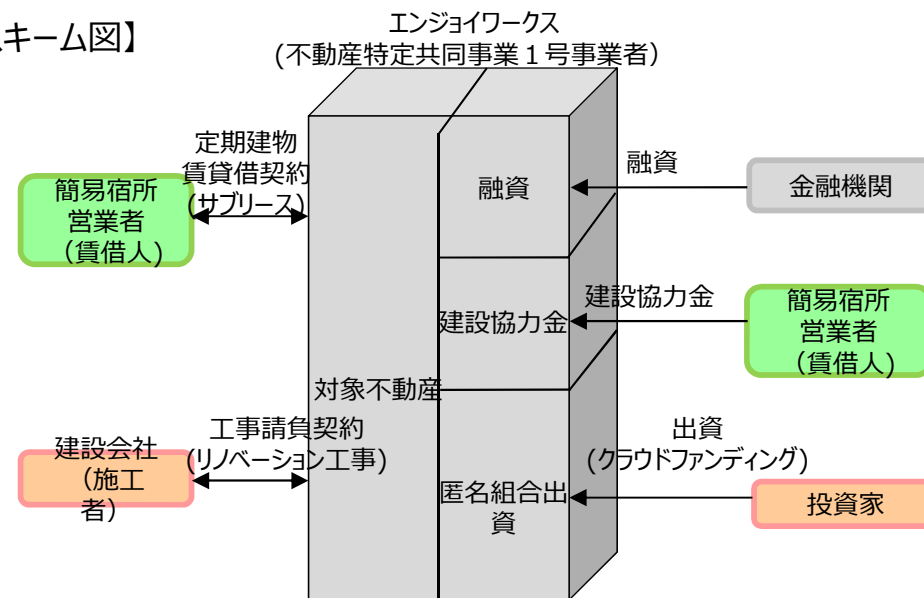 スキーム図】
エンジョイワークス
(不動産特定共同事業１号事業者)
定期建物
賃貸借契約
(サブリース)
簡易宿所
営業者
（賃借人)
融資
融資
金融機関
建設協力金
建設協力金
簡易宿所
営業者
（賃借人)
対象不動産
工事請負契約
(リノベーション工事)
建設会社
（施工
者）
匿名組合出
資
出資
(クラウドファンディング)
投資家